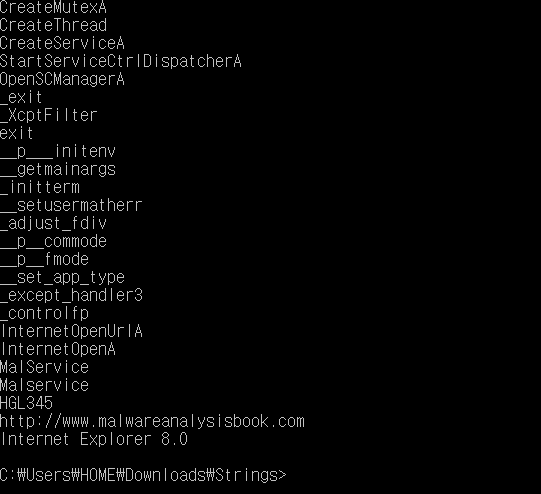 CreateMutexA
CreateThread
CreateServiceA
StartServiceCtrlDispatcherA
OpenSCManagerA
_exit
_XcptFilter
exit
__p___initenv
__getmainargs
_initterm
__setusermatherr
_adjust_fdiv
__p__commode
__p__fmode
__set_app_type
_except_handler3
_controlfp
InternetOpenUrlA
InternetOpenA
MalService
Malservice
HGL345
http://www.malwareanalysisbook.com
Internet Explorer 8.0
C:₩Users₩HOME₩Downloads₩Strings>